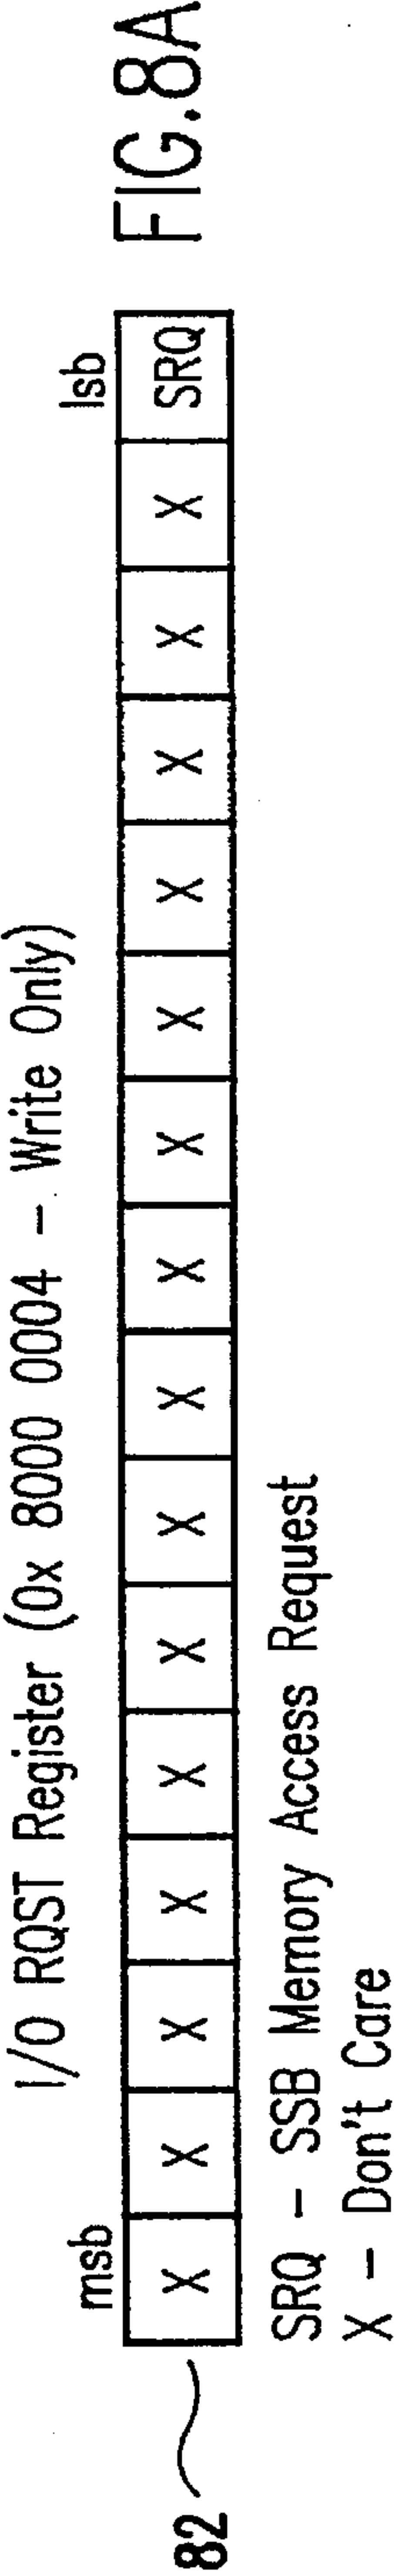 I/O RQST Register (0x 8000 0004 – Write Only)
msb lsb
82 X X X X X X X X X X X X X X X SRQ
SRQ – SSB Memory Access Request
X – Don't Care
FIG.8A